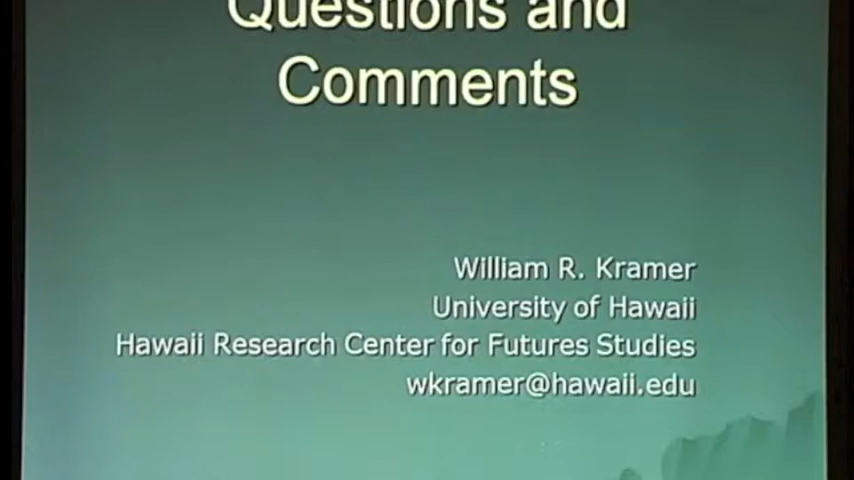 Questions and
Comments
William R. Kramer
University of Hawaii
Hawaii Research Center for Futures Studies
wkramer@hawaii.edu